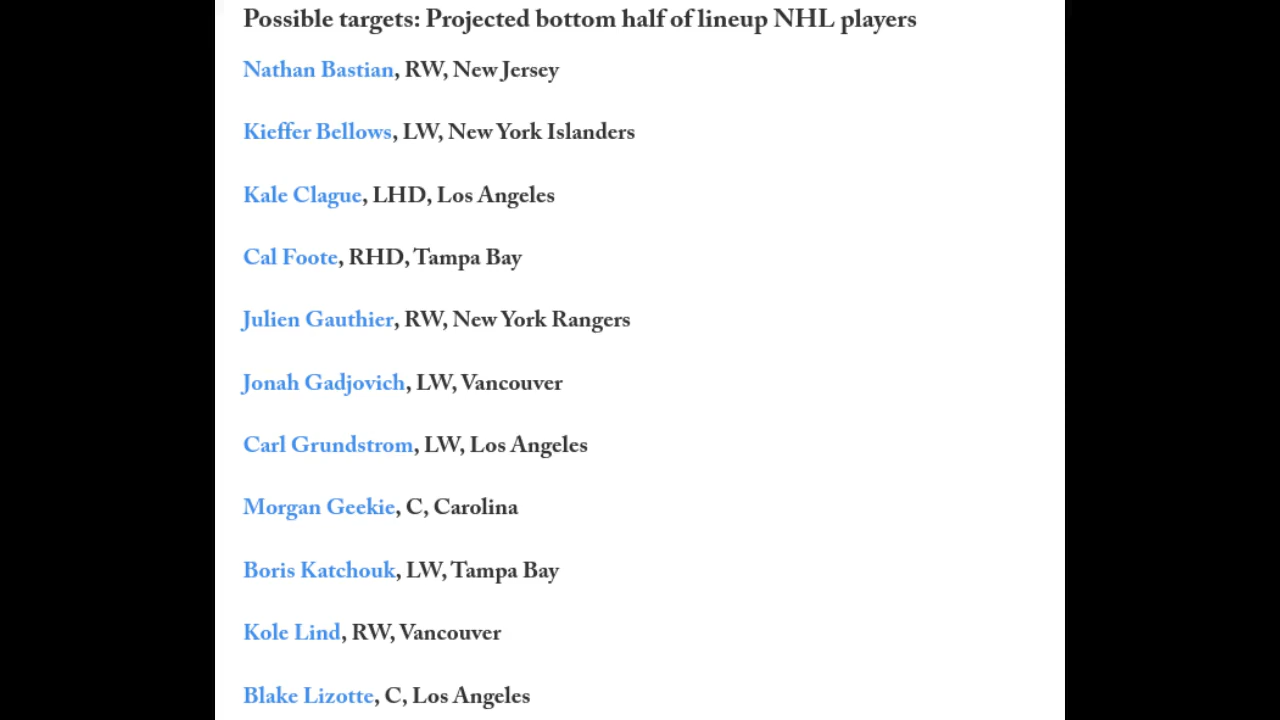 Possible targets: Projected bottom half of lineup NHL players
Nathan Bastian, RW, New Jersey
Kieffer Bellows, LW, New York Islanders
Kale Clague, LHD, Los Angeles
Cal Foote, RHD, Tampa Bay
Julien Gauthier, RW, New York Rangers
Jonah Gadjovich, LW, Vancouver
Carl Grundstrom, LW, Los Angeles
Morgan Geekie, C, Carolina
Boris Katchouk, LW, Tampa Bay
Kole Lind, RW, Vancouver
Blake Lizotte, C, Los Angeles